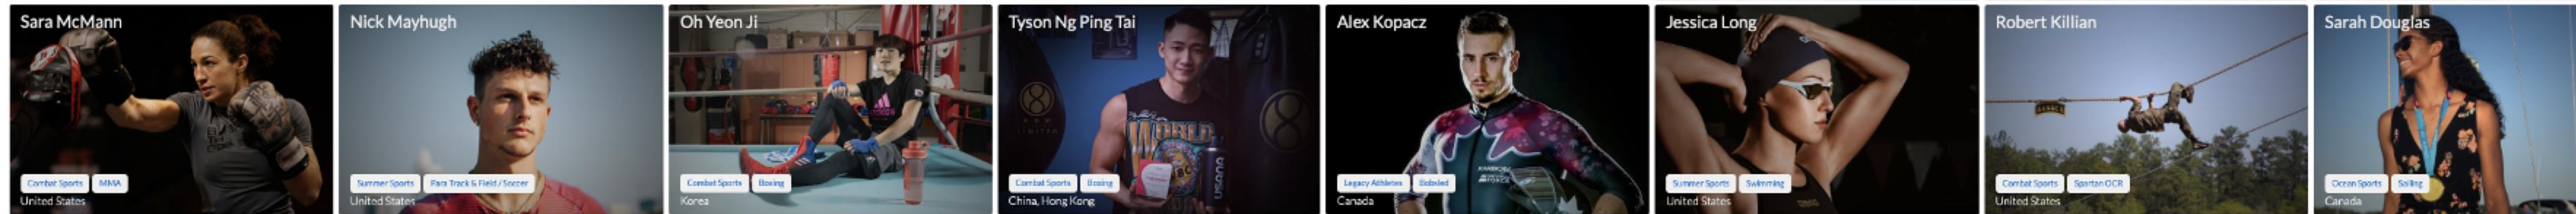 Sara McMann
Combat Sports MMA
United States
Nick Mayhugh
Summer Sports Para Track & Field / Soccer
United States
Oh Yeon Ji
adidas
Combat Sports Boxing
Korea
Tyson Ng Ping Tai
WORLD
Combat Sports Boxing
China, Hong Kong
Alex Kopacz
Legacy Athletes Bobsled
Canada
Jessica Long
Summer Sports Swimming
United States
Robert Killian
RANGER
Combat Sports Spartan OCR
United States
Sarah Douglas
Ocean Sports Sailing
Canada